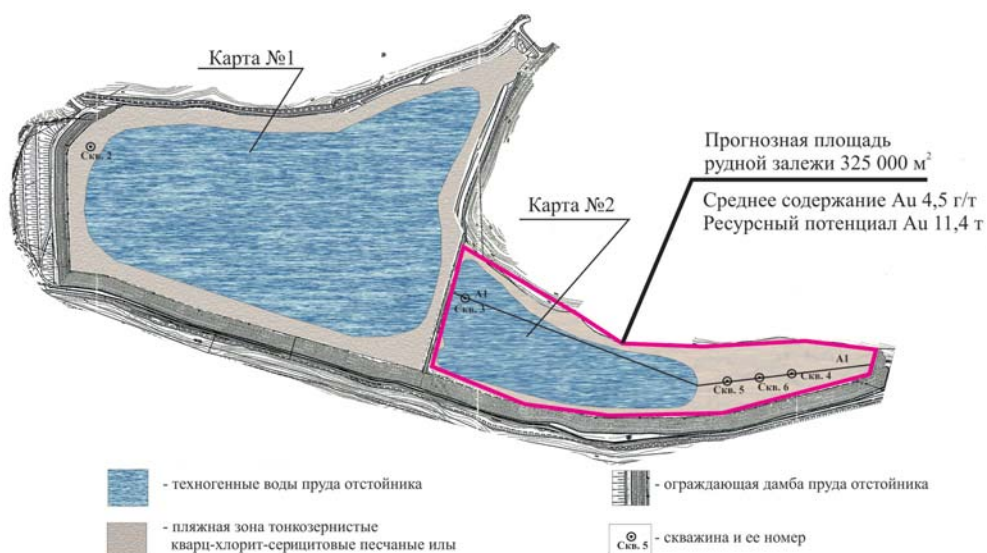 Карта №1
Скв. 2
Прогнозная площадь
рудной залежи 325 000 м²
Среднее содержание Au 4,5 г/т
Ресурсный потенциал Au 11,4 т
Карта №2
А1
Скв. 3
А1
Скв. 5
Скв. 6
Скв. 4
- техногенные воды пруда отстойника
- ограждающая дамба пруда отстойника
- пляжная зона тонкозернистые
кварц-хлорит-серицитовые песчаные илы
Скв. 5
- скважина и ее номер